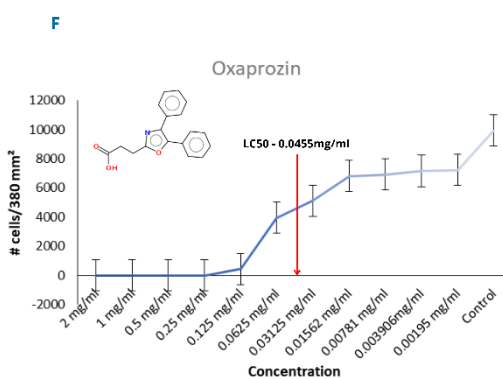 F
Oxaprozin
12000
10000
8000
6000
4000
2000
0
-2000
# cells/380 mm²
N
O
O
OH
LC50 - 0.0455mg/ml
2 mg/ml
1 mg/ml
0.5 mg/ml
0.25 mg/ml
0.125 mg/ml
0.0625 mg/ml
0.03125 mg/ml
0.01562 mg/ml
0.00781 mg/ml
0.003906mg/ml
0.00195 mg/ml
Control
Concentration